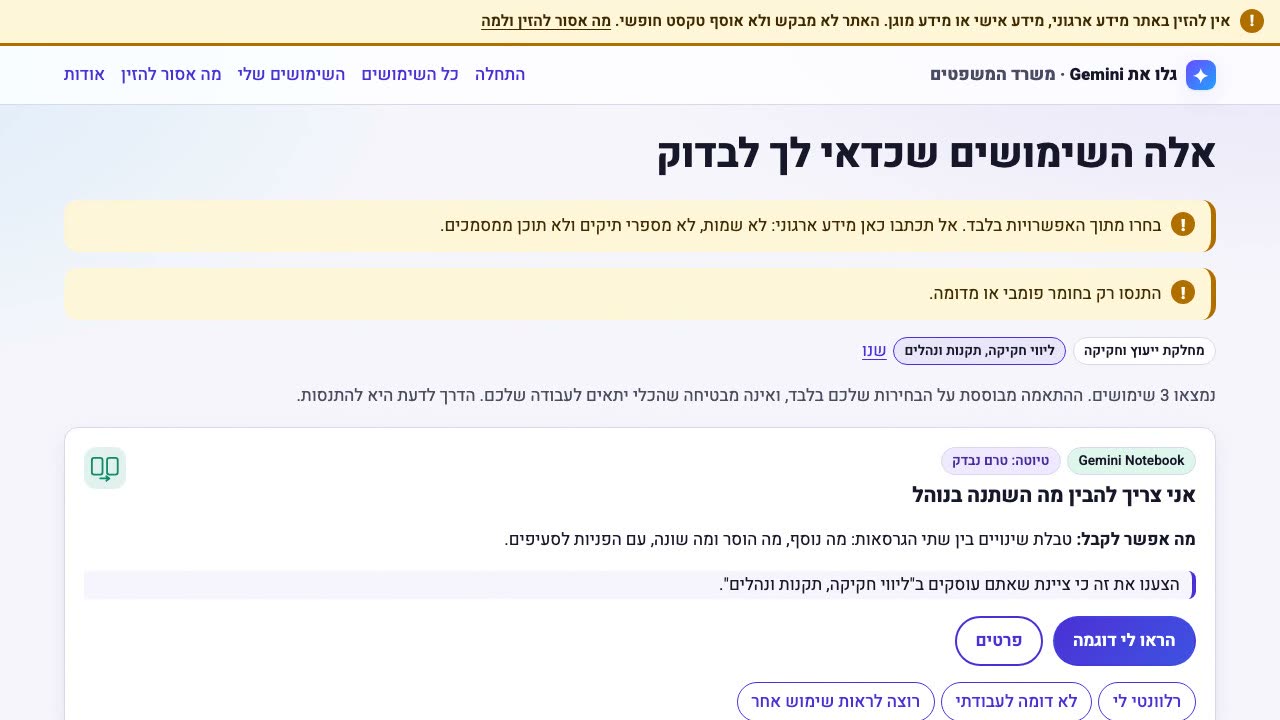 אין להזין באתר מידע ארגוני, מידע אישי או מידע מוגן. האתר לא מבקש ולא אוסף טקסט חופשי. מה אסור להזין ולמה
גלו את Gemini · משרד המשפטים
התחלה כל השימושים השימושים שלי מה אסור להזין אודות
אלה השימושים שכדאי לך לבדוק
בחרו מתוך האפשרויות בלבד. אל תכתבו כאן מידע ארגוני: לא שמות, לא מספרי תיקים ולא תוכן ממסמכים.
התנסו רק בחומר פומבי או מדומה.
מחלקת ייעוץ וחקיקה ליווי חקיקה, תקנות ונהלים שנו
נמצאו 3 שימושים. ההתאמה מבוססת על הבחירות שלכם בלבד, ואינה מבטיחה שהכלי יתאים לעבודה שלכם. הדרך לדעת היא להתנסות.
Gemini Notebook טיוטה: טרם נבדק
אני צריך להבין מה השתנה בנוהל
מה אפשר לקבל: טבלת שינויים בין שתי הגרסאות: מה נוסף, מה הוסר ומה שונה, עם הפניות לסעיפים.
הצענו את זה כי ציינת שאתם עוסקים ב"ליווי חקיקה, תקנות ונהלים".
הראו לי דוגמה פרטים
רלוונטי לי לא דומה לעבודתי רוצה לראות שימוש אחר